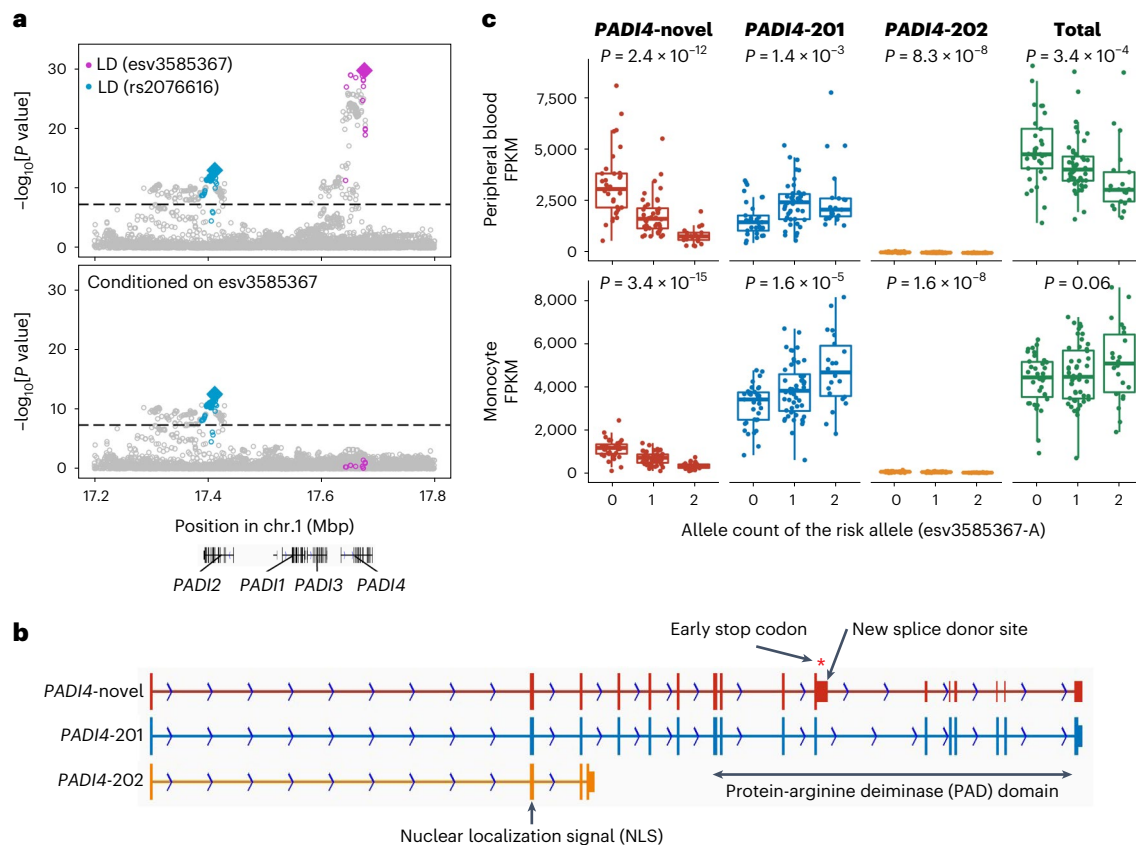 a
30
20
10
0
−log10[P value]
LD (esv3585367)
LD (rs2076616)
Conditioned on esv3585367
30
20
10
0
−log10[P value]
17.2 17.4 17.6 17.8
Position in chr.1 (Mbp)
PADI2 PADI1 PADI3 PADI4
c
PADI4-novel PADI4-201 PADI4-202 Total
P = 2.4 × 10−12 P = 1.4 × 10−3 P = 8.3 × 10−8 P = 3.4 × 10−4
Peripheral blood
FPKM
7,500
5,000
2,500
0
P = 3.4 × 10−15 P = 1.6 × 10−5 P = 1.6 × 10−8 P = 0.06
Monocyte
FPKM
8,000
6,000
4,000
2,000
0
0 1 2 0 1 2 0 1 2 0 1 2
Allele count of the risk allele (esv3585367-A)
b
Early stop codon
New splice donor site
*
PADI4-novel
PADI4-201
PADI4-202
Protein-arginine deiminase (PAD) domain
Nuclear localization signal (NLS)